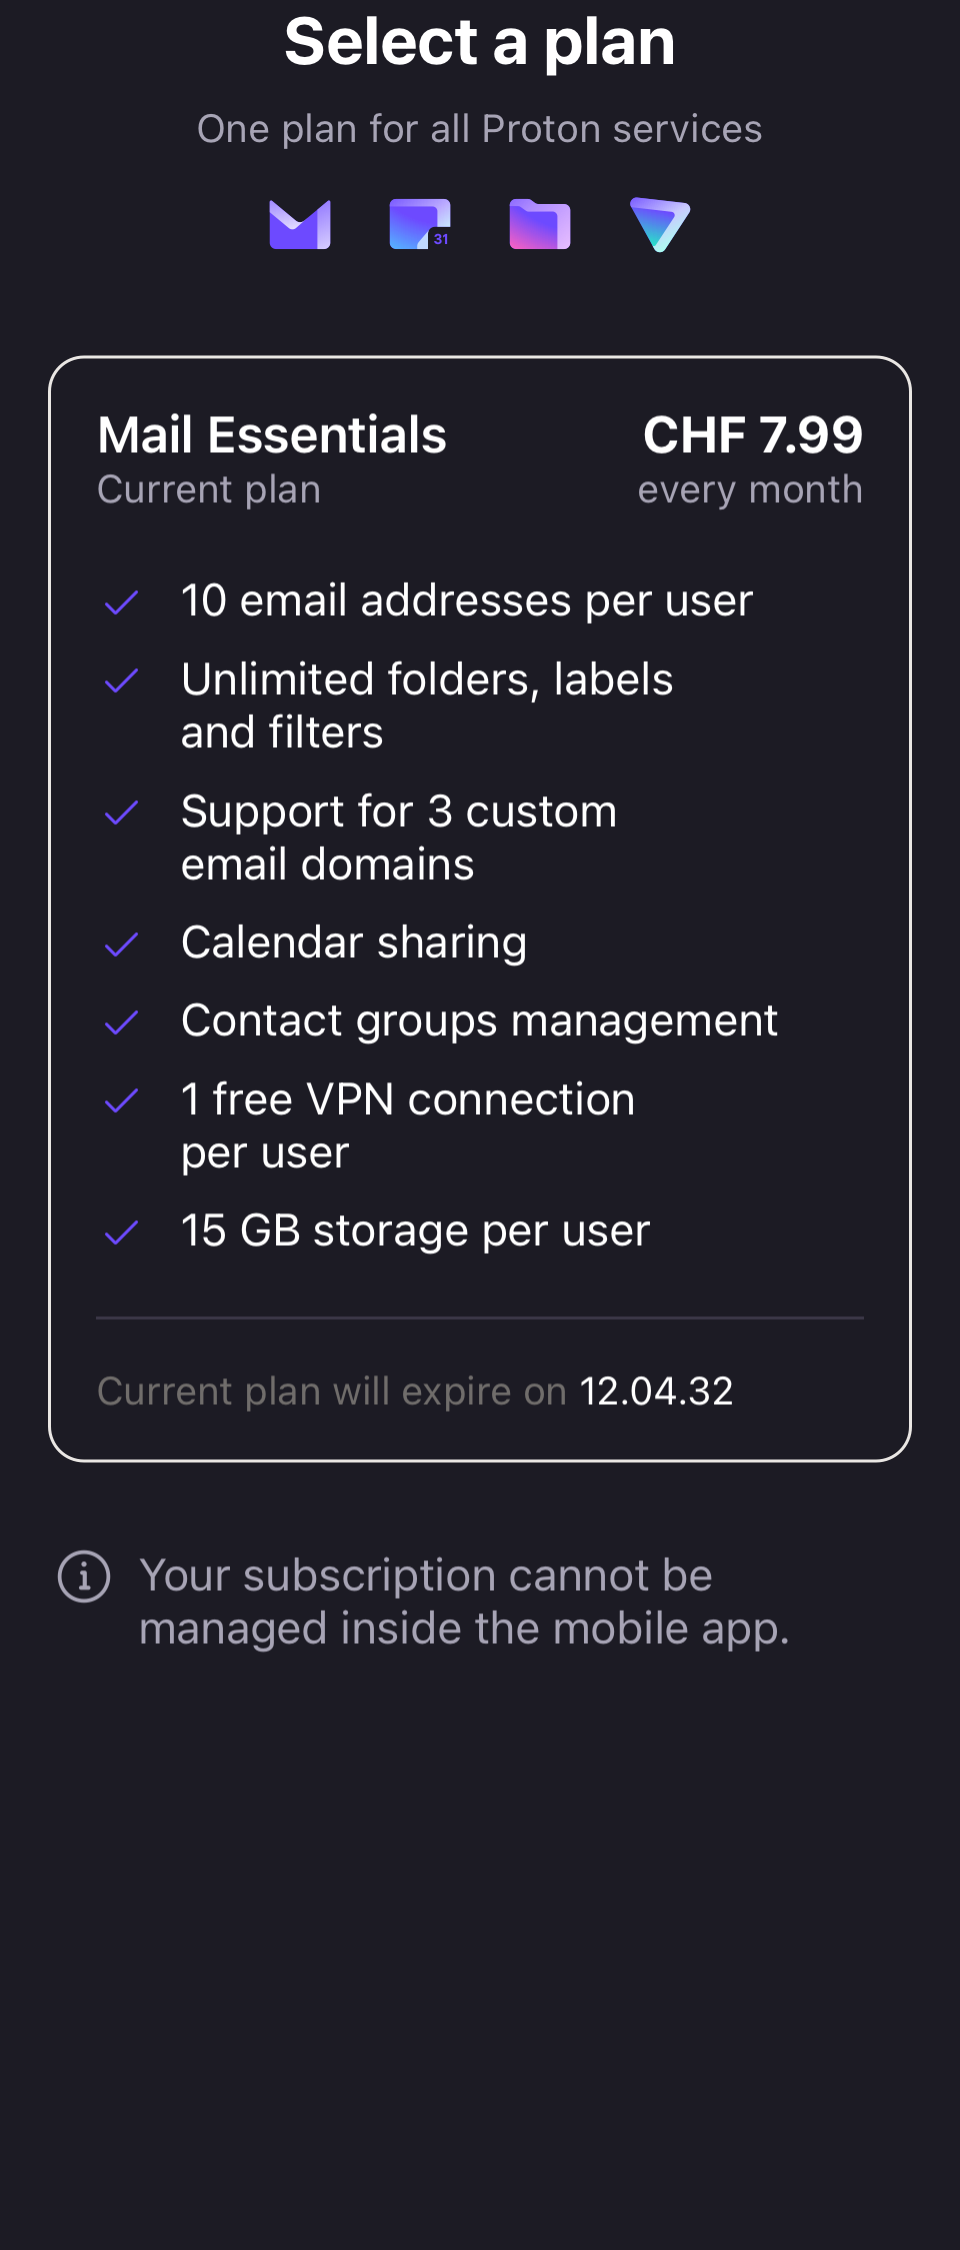 Select a plan
One plan for all Proton services
31
Mail Essentials
CHF 7.99
Current plan
every month
10 email addresses per user
Unlimited folders, labels
and filters
Support for 3 custom
email domains
Calendar sharing
Contact groups management
1 free VPN connection
per user
15 GB storage per user
Current plan will expire on 12.04.32
Your subscription cannot be
managed inside the mobile app.